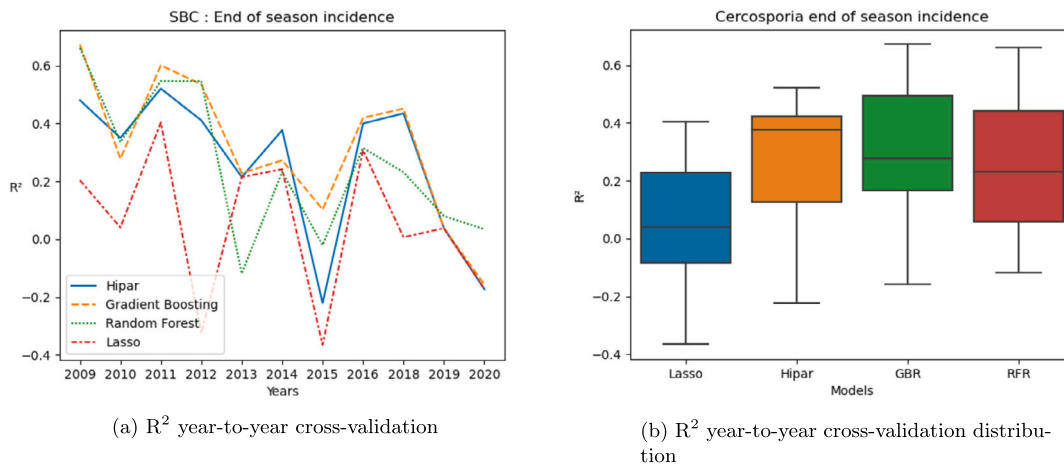 SBC : End of season incidence
0.6
0.4
0.2
0.0
−0.2
−0.4
R²
2009 2010 2011 2012 2013 2014 2015 2016 2018 2019 2020
Years
Hipar
Gradient Boosting
Random Forest
Lasso
(a) R² year-to-year cross-validation
Cercosporia end of season incidence
0.6
0.4
0.2
0.0
−0.2
−0.4
R²
Lasso Hipar GBR RFR
Models
(b) R² year-to-year cross-validation distribu-
tion